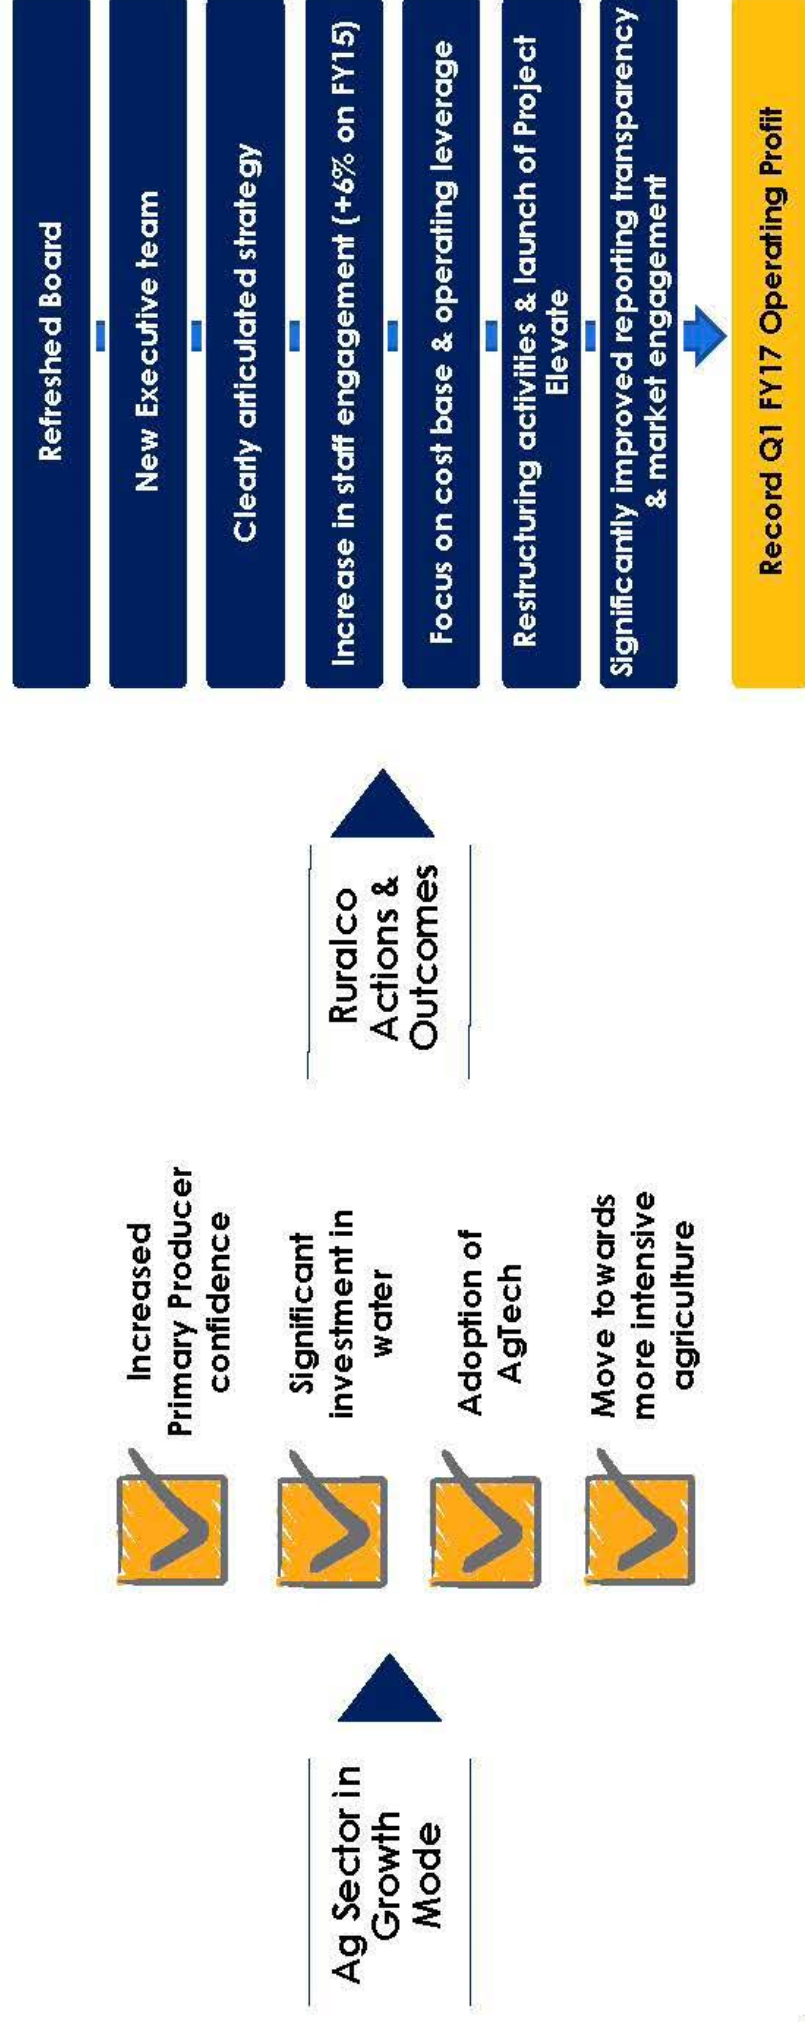 Ag Sector in
Growth
Mode
Increased
Primary Producer
confidence
Significant
investment in
water
Adoption of
AgTech
Move towards
more intensive
agriculture
Ruralco
Actions &
Outcomes
Refreshed Board
New Executive team
Clearly articulated strategy
Increase in staff engagement (+6% on FY15)
Focus on cost base & operating leverage
Restructuring activities & launch of Project
Elevate
Significantly improved reporting transparency
& market engagement
Record Q1 FY17 Operating Profit